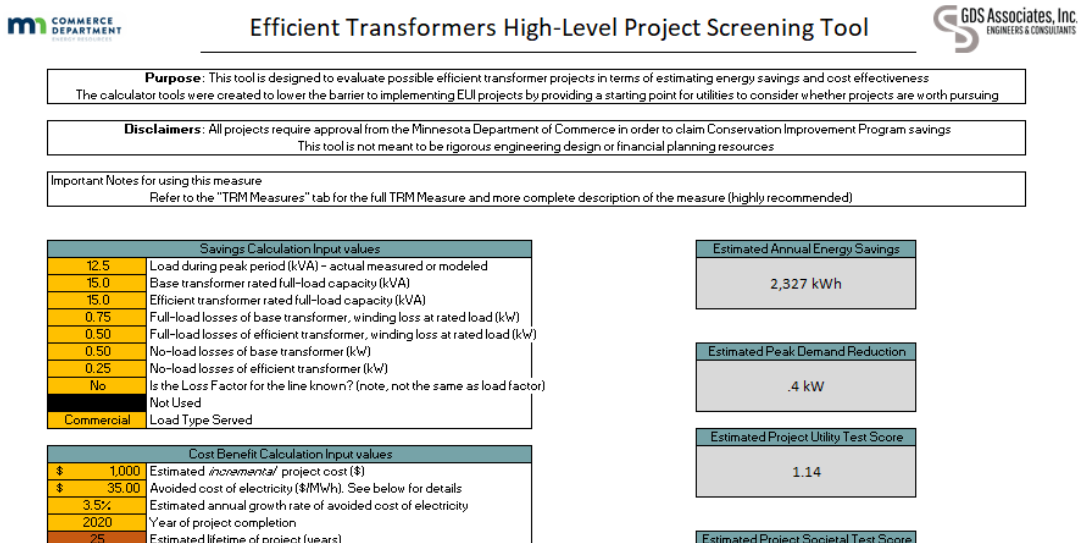 COMMERCE
DEPARTMENT
ENERGY RESOURCES
Efficient Transformers High-Level Project Screening Tool
GDS Associates, Inc.
ENGINEERS & CONSULTANTS
Purpose: This tool is designed to evaluate possible efficient transformer projects in terms of estimating energy savings and cost effectiveness
The calculator tools were created to lower the barrier to implementing EUI projects by providing a starting point for utilities to consider whether projects are worth pursuing
Disclaimers: All projects require approval from the Minnesota Department of Commerce in order to claim Conservation Improvement Program savings
This tool is not meant to be rigorous engineering design or financial planning resources
Important Notes for using this measure
Refer to the "TRM Measures" tab for the full TRM Measure and more complete description of the measure (highly recommended)
Savings Calculation Input values
12.5 Load during peak period (kVA) - actual measured or modeled
15.0 Base transformer rated full-load capacity (kVA)
15.0 Efficient transformer rated full-load capacity (kVA)
0.75 Full-load losses of base transformer, winding loss at rated load (kW)
0.50 Full-load losses of efficient transformer, winding loss at rated load (kW)
0.50 No-load losses of base transformer (kW)
0.25 No-load losses of efficient transformer (kW)
No Is the Loss Factor for the line known? (note, not the same as load factor)
Not Used
Commercial Load Type Served
Estimated Annual Energy Savings
2,327 kWh
Estimated Peak Demand Reduction
.4 kW
Estimated Project Utility Test Score
1.14
Cost Benefit Calculation Input values
$ 1,000 Estimated incremental project cost ($)
$ 35.00 Avoided cost of electricity ($/MWh). See below for details
3.5% Estimated annual growth rate of avoided cost of electricity
2020 Year of project completion
25 Estimated lifetime of project (years)
Estimated Project Societal Test Score